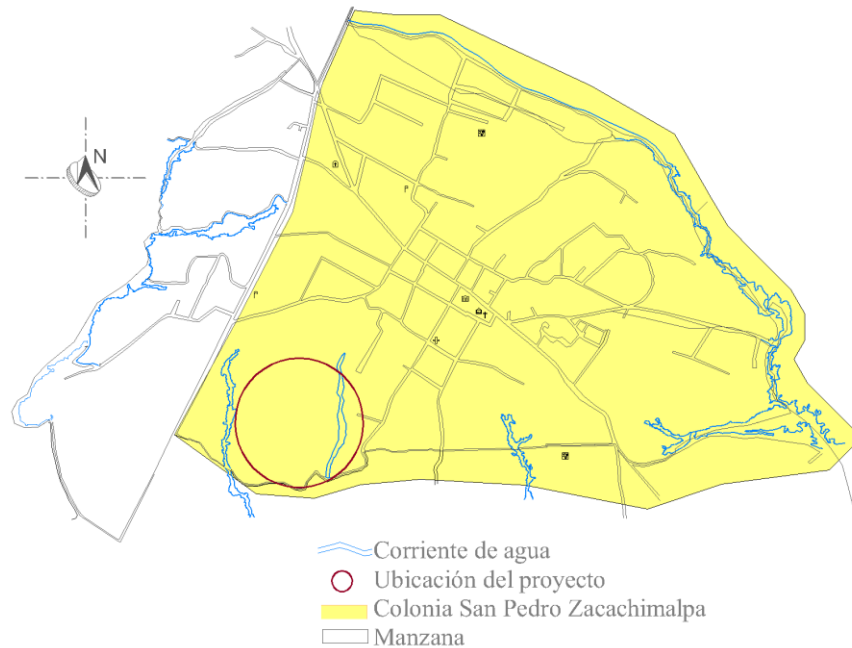 N
Corriente de agua
Ubicación del proyecto
Colonia San Pedro Zacachimalpa
Manzana